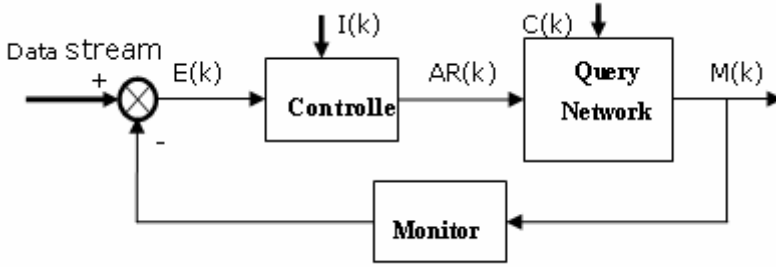 Data stream
+
E(k)
I(k)
Controlle
AR(k)
C(k)
Query
Network
M(k)
-
Monitor